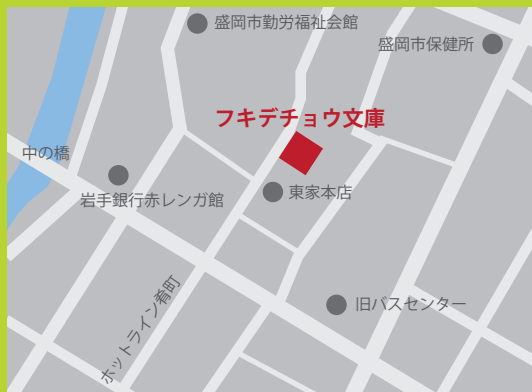 盛岡市勤労福祉会館
盛岡市保健所
フキデチョウ文庫
中の橋
岩手銀行赤レンガ館
東家本店
ホットライン肴町
旧バスセンター